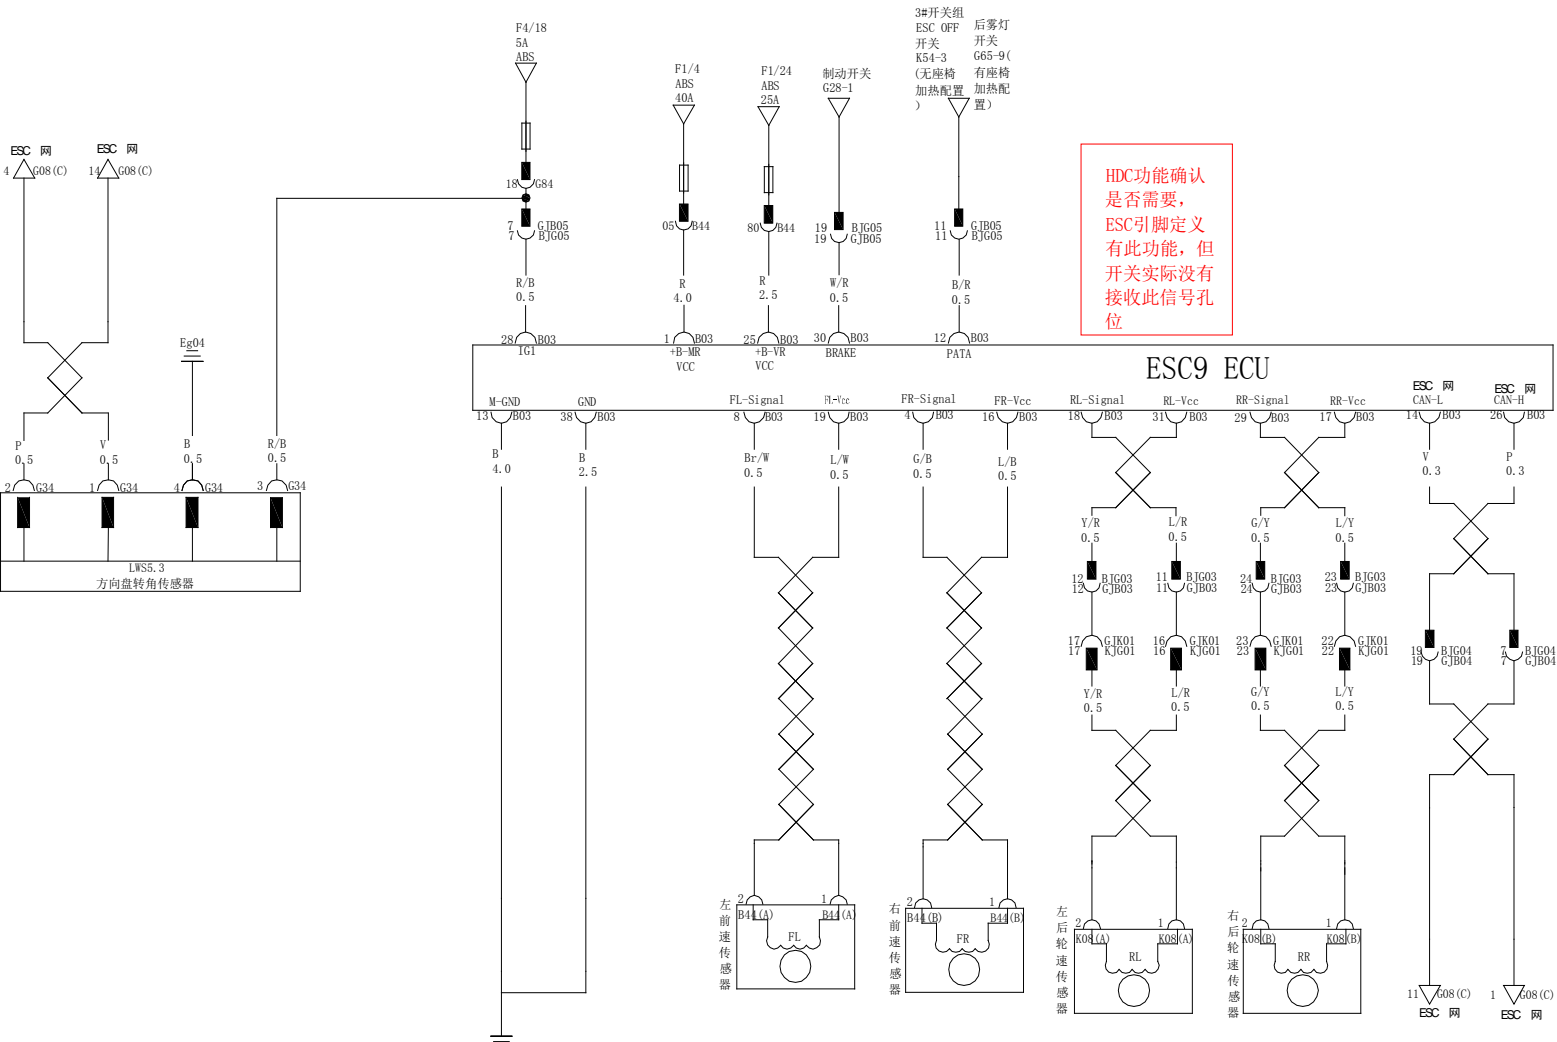 F4/18
5A
ABS
F1/4
ABS
40A
F1/24
ABS
25A
制动开关
G28-1
3#开关组
ESC OFF
开关
K54-3
(无座椅
加热配置
)
后雾灯
开关
G65-9(
有座椅
加热配
置)
ESC 网
4 G08(C)
ESC 网
14 G08(C)
18 G84
7 GJB05
7 BJG05
05 B44
80 B44
19 BJG05
19 GJB05
11 GJB05
11 BJG05
HDC功能确认
是否需要，
ESC引脚定义
有此功能，但
开关实际没有
接收此信号孔
位
R/B
0.5
R
4.0
R
2.5
W/R
0.5
B/R
0.5
28 B03
IG1
1 B03
+B-MR
VCC
25 B03
+B-VR
VCC
30 B03
BRAKE
12 B03
PATA
ESC9 ECU
Eg04
M-GND
13 B03
GND
38 B03
FL-Signal
8 B03
FL-Vcc
19 B03
FR-Signal
4 B03
FR-Vcc
16 B03
RL-Signal
18 B03
RL-Vcc
31 B03
RR-Signal
29 B03
RR-Vcc
17 B03
ESC 网
CAN-L
14 B03
ESC 网
CAN-H
26 B03
P
0.5
V
0.5
B
0.5
R/B
0.5
2 G34
1 G34
4 G34
3 G34
LWS5.3
方向盘转角传感器
B
4.0
B
2.5
Br/W
0.5
L/W
0.5
G/B
0.5
L/B
0.5
V
0.3
P
0.3
Y/R
0.5
L/R
0.5
G/Y
0.5
L/Y
0.5
12 BJG03
12 GJB03
11 BJG03
11 GJB03
24 BJG03
24 GJB03
23 BJG03
23 GJB03
17 GJK01
17 KJG01
16 GJK01
16 KJG01
23 GJK01
23 KJG01
22 GJK01
22 KJG01
19 BJG04
19 GJB04
7 BJG04
7 GJB04
Y/R
0.5
L/R
0.5
G/Y
0.5
L/Y
0.5
左前速传感器
2 B44(A)
1 B44(A)
FL
右前速传感器
2 B44(B)
1 B44(B)
FR
左后轮速传感器
2 K08(A)
1 K08(A)
RL
右后轮速传感器
2 K08(B)
1 K08(B)
RR
11 G08(C)
ESC 网
1 G08(C)
ESC 网